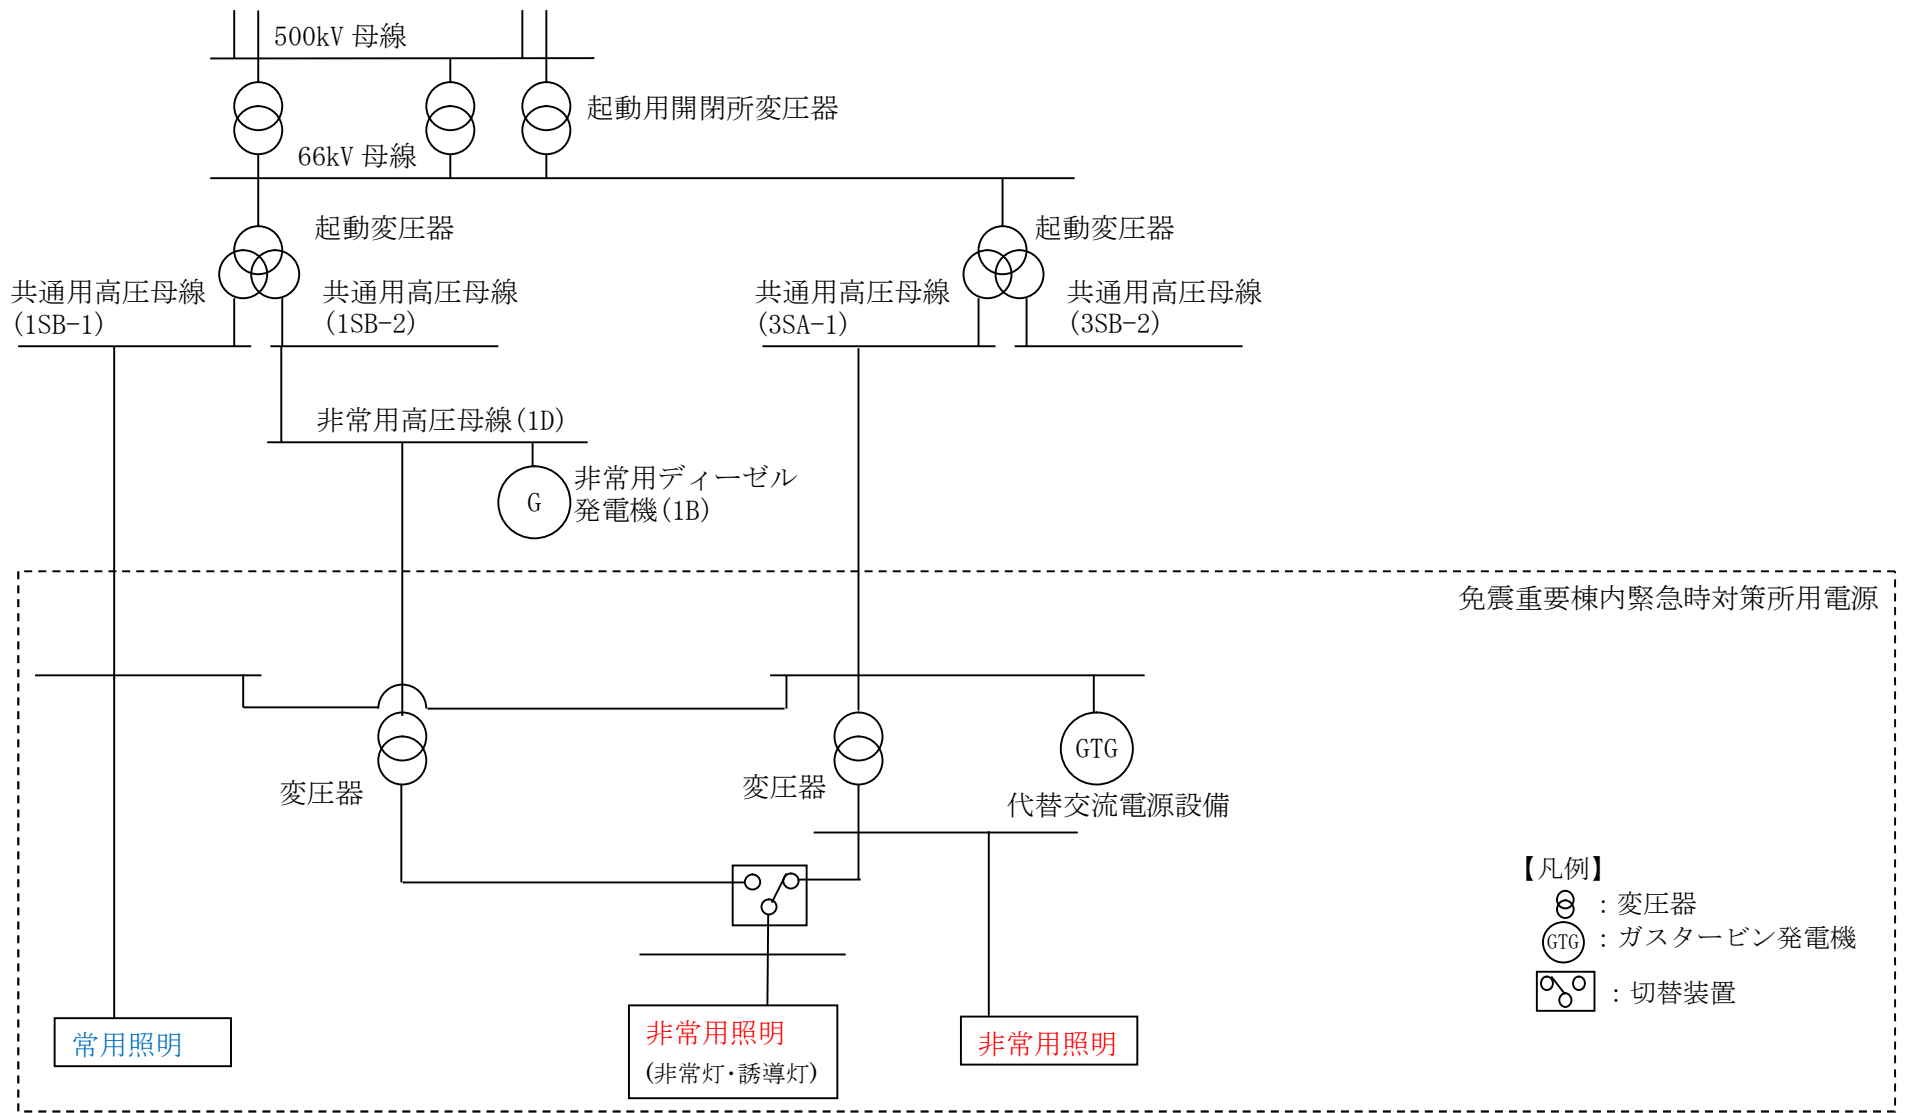 500kV 母線
起動用開閉所変圧器
66kV 母線
起動変圧器
起動変圧器
共通用高圧母線
(1SB-1)
共通用高圧母線
(1SB-2)
共通用高圧母線
(3SA-1)
共通用高圧母線
(3SB-2)
非常用高圧母線(1D)
G
非常用ディーゼル
発電機(1B)
免震重要棟内緊急時対策所用電源
変圧器
変圧器
GTG
代替交流電源設備
【凡例】
：変圧器
GTG
：ガスタービン発電機
：切替装置
常用照明
非常用照明
(非常灯・誘導灯)
非常用照明